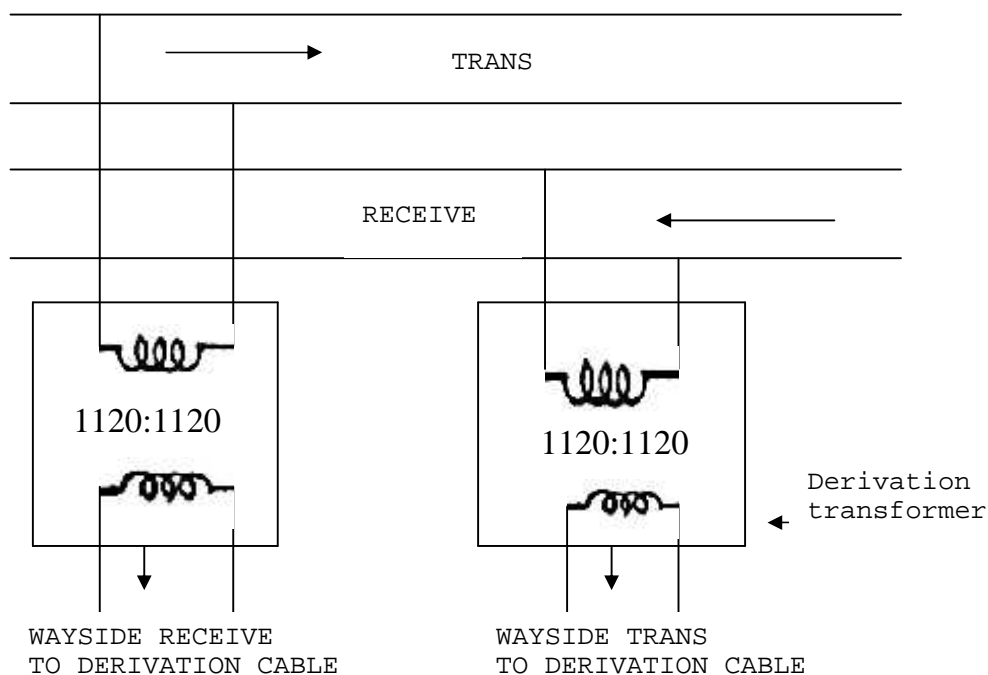 TRANS
RECEIVE
1120:1120
1120:1120
Derivation
transformer
WAYSIDE RECEIVE
TO DERIVATION CABLE
WAYSIDE TRANS
TO DERIVATION CABLE